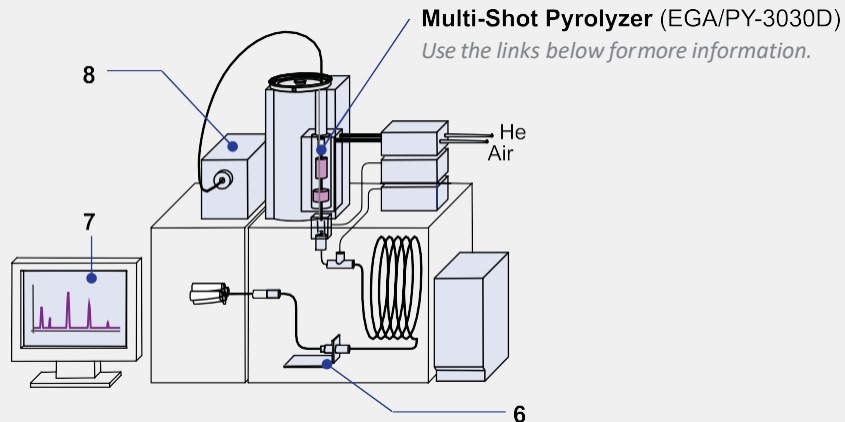 Multi-Shot Pyrolyzer (EGA/PY-3030D)
Use the links below formore information.
8
He
Air
7
6